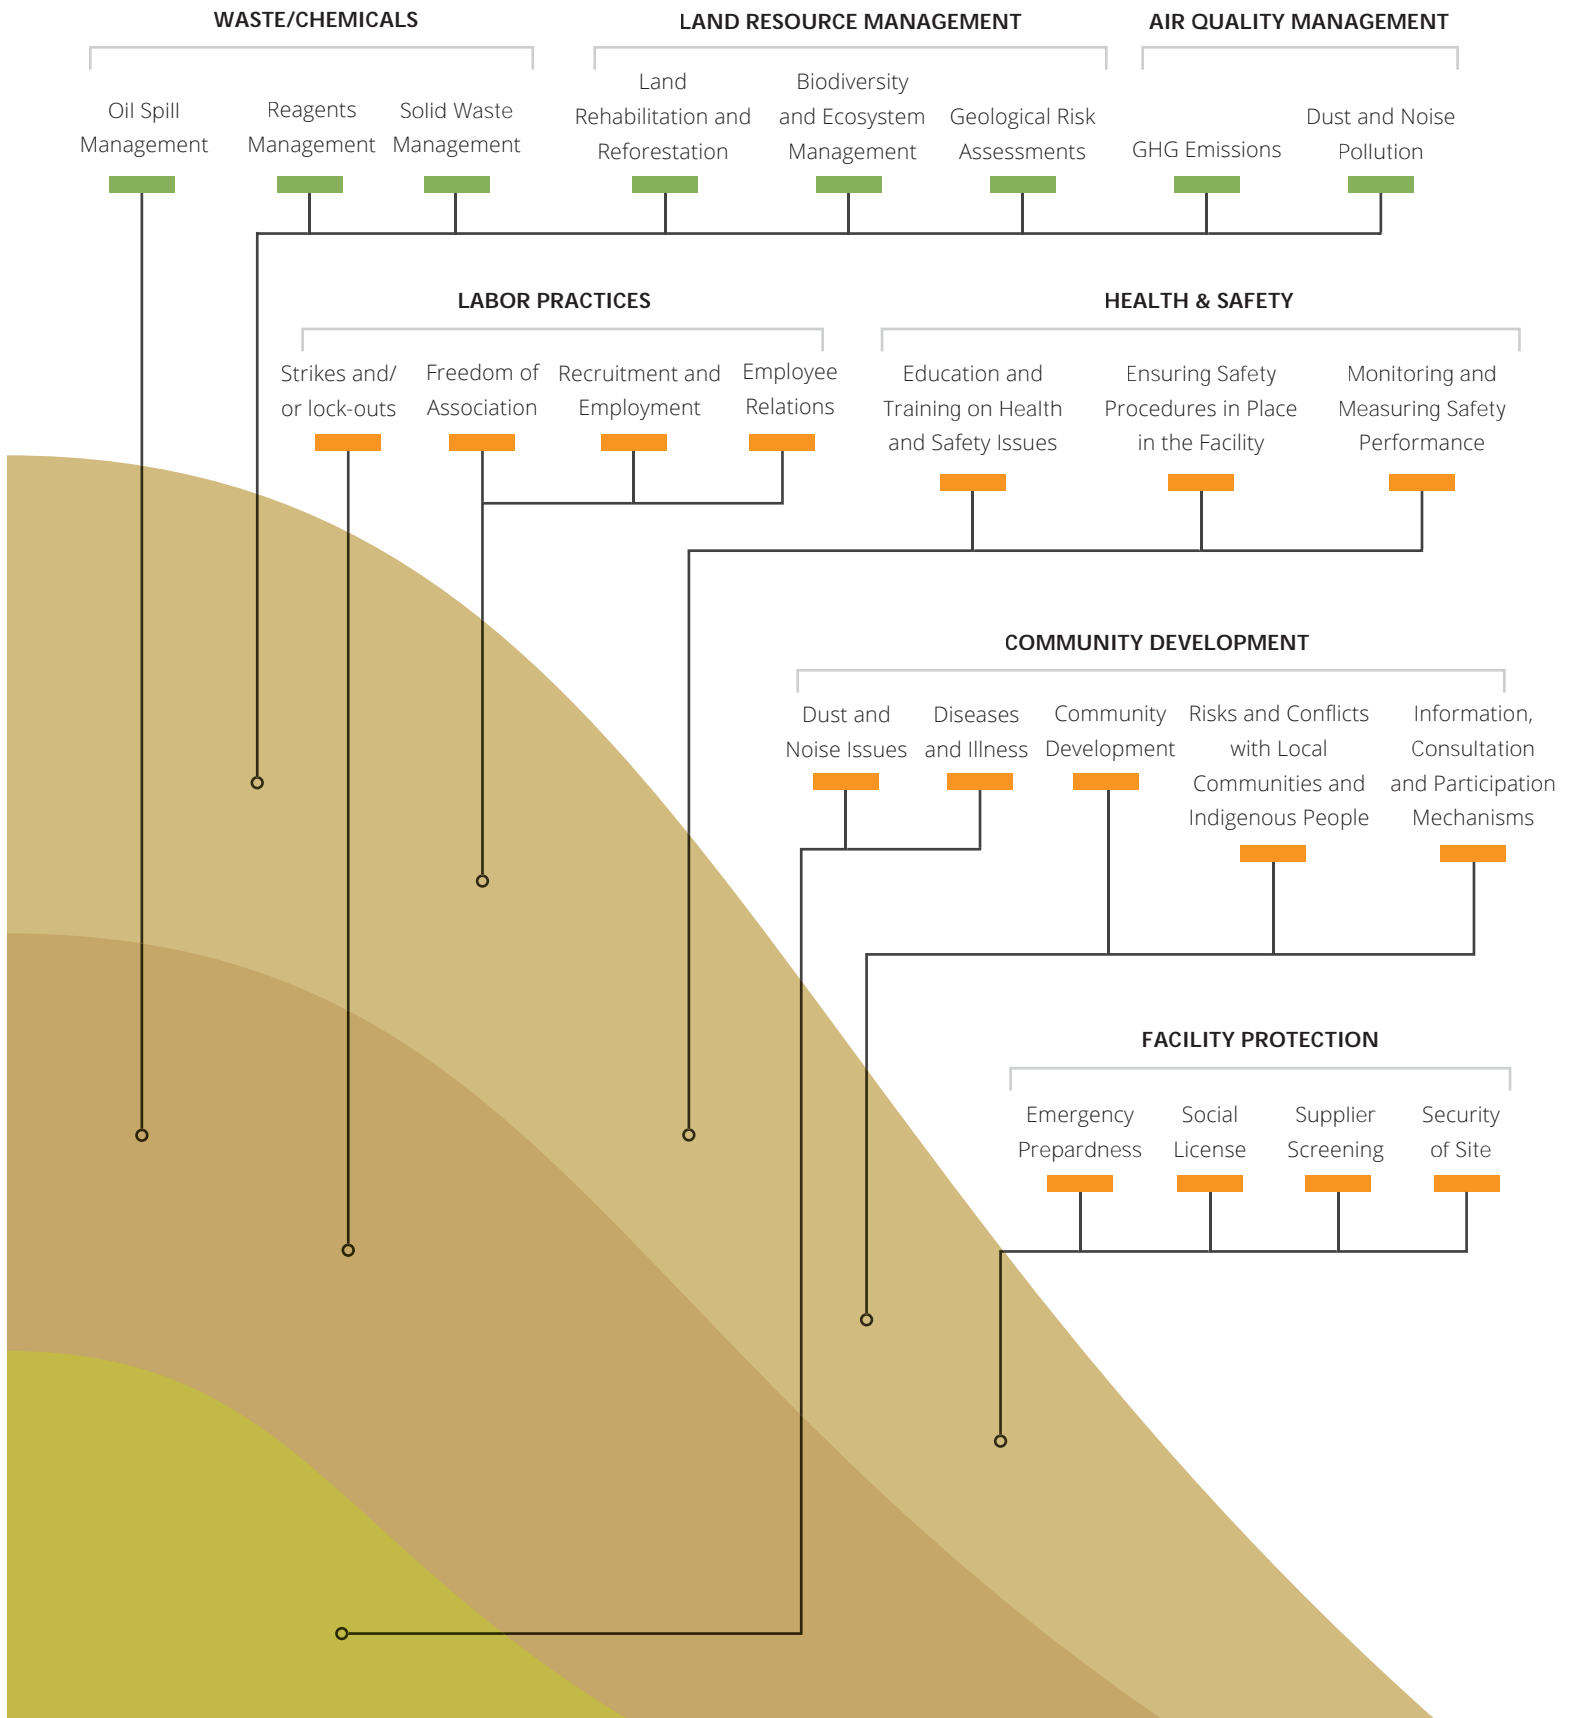 WASTE/CHEMICALS
Oil Spill
Management
Reagents
Management
Solid Waste
Management
LAND RESOURCE MANAGEMENT
Land
Rehabilitation and
Reforestation
Biodiversity
and Ecosystem
Management
Geological Risk
Assessments
AIR QUALITY MANAGEMENT
GHG Emissions
Dust and Noise
Pollution
LABOR PRACTICES
Strikes and/
or lock-outs
Freedom of
Association
Recruitment and
Employment
Employee
Relations
HEALTH & SAFETY
Education and
Training on Health
and Safety Issues
Ensuring Safety
Procedures in Place
in the Facility
Monitoring and
Measuring Safety
Performance
COMMUNITY DEVELOPMENT
Dust and
Noise Issues
Diseases
and Illness
Community
Development
Risks and Conflicts
with Local
Communities and
Indigenous People
Information,
Consultation
and Participation
Mechanisms
FACILITY PROTECTION
Emergency
Prepardness
Social
License
Supplier
Screening
Security
of Site